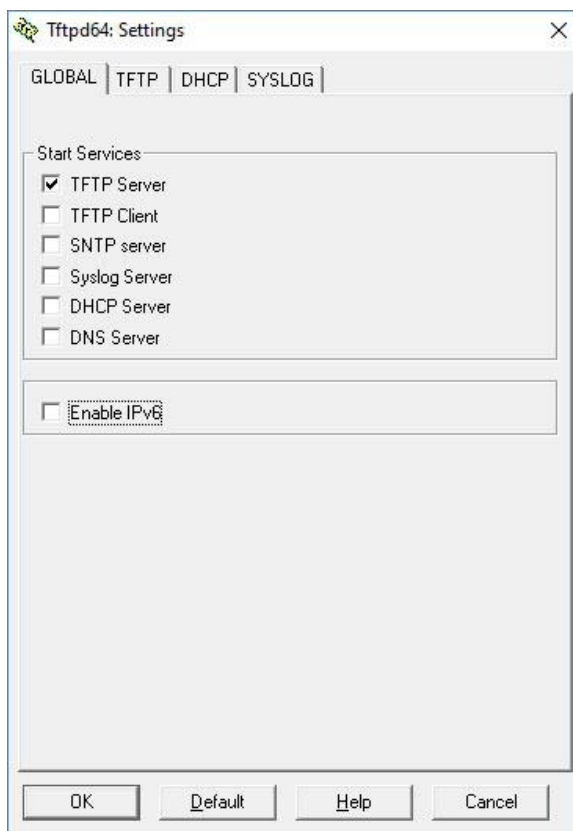 Tftpd64: Settings
GLOBAL TFTP DHCP SYSLOG
Start Services
TFTP Server
TFTP Client
SNTP server
Syslog Server
DHCP Server
DNS Server
Enable IPv6
OK Default Help Cancel